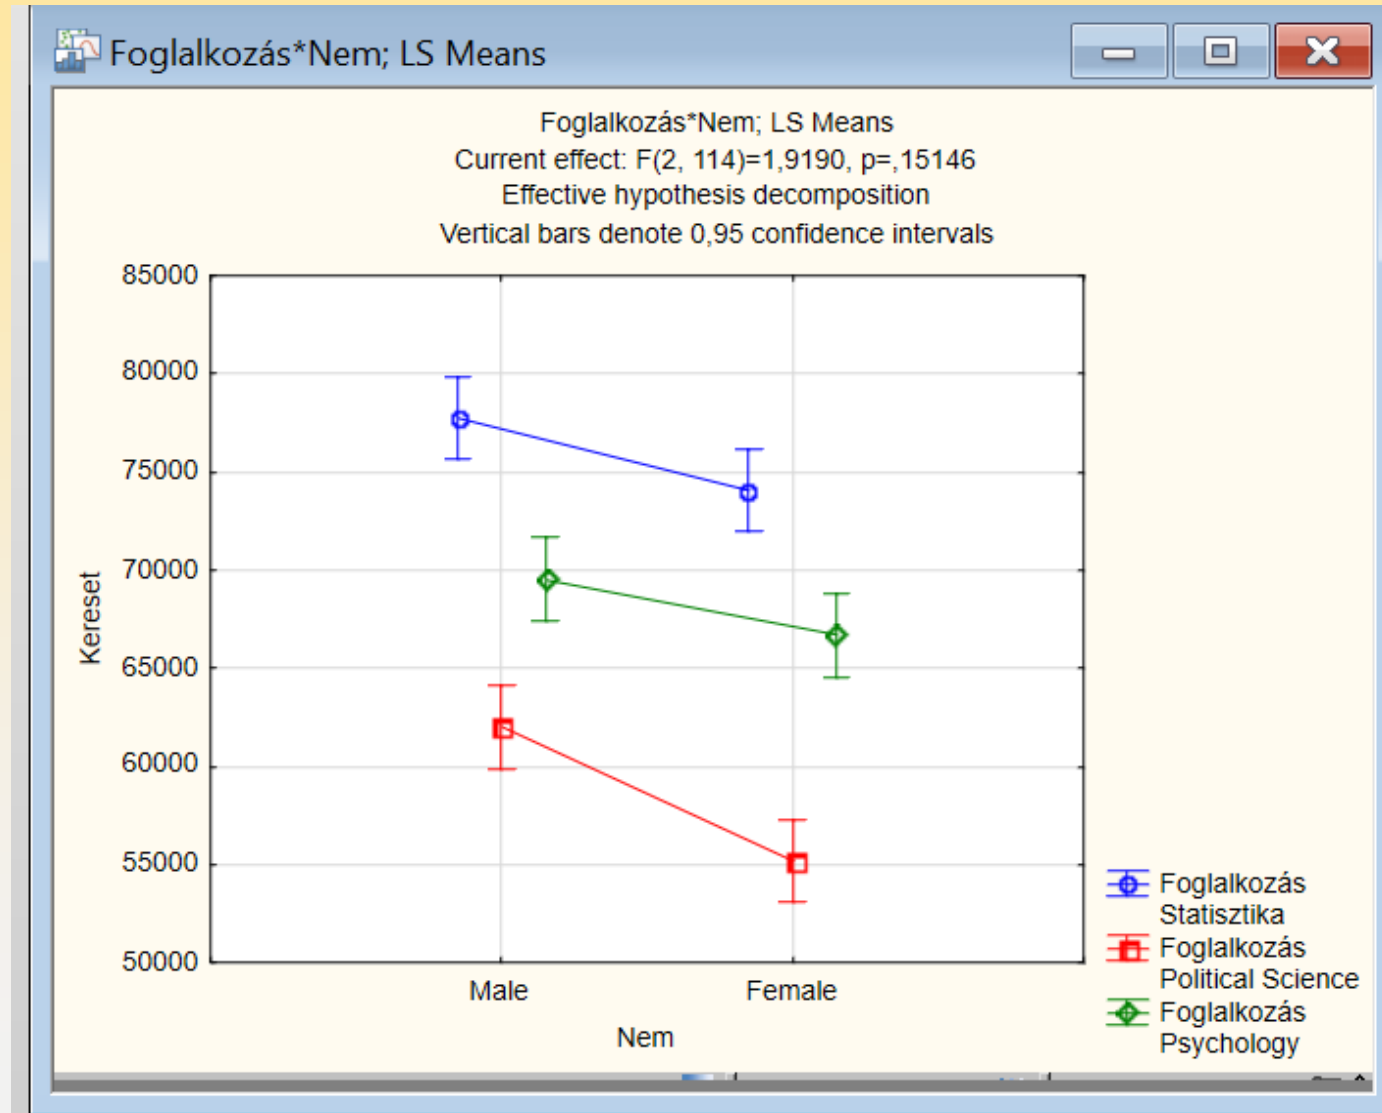 Foglalkozás*Nem; LS Means
Foglalkozás*Nem; LS Means
Current effect: F(2, 114)=1,9190, p=,15146
Effective hypothesis decomposition
Vertical bars denote 0,95 confidence intervals
85000
80000
75000
70000
65000
60000
55000
50000
Kereset
Male
Female
Nem
Foglalkozás
Statisztika
Foglalkozás
Political Science
Foglalkozás
Psychology